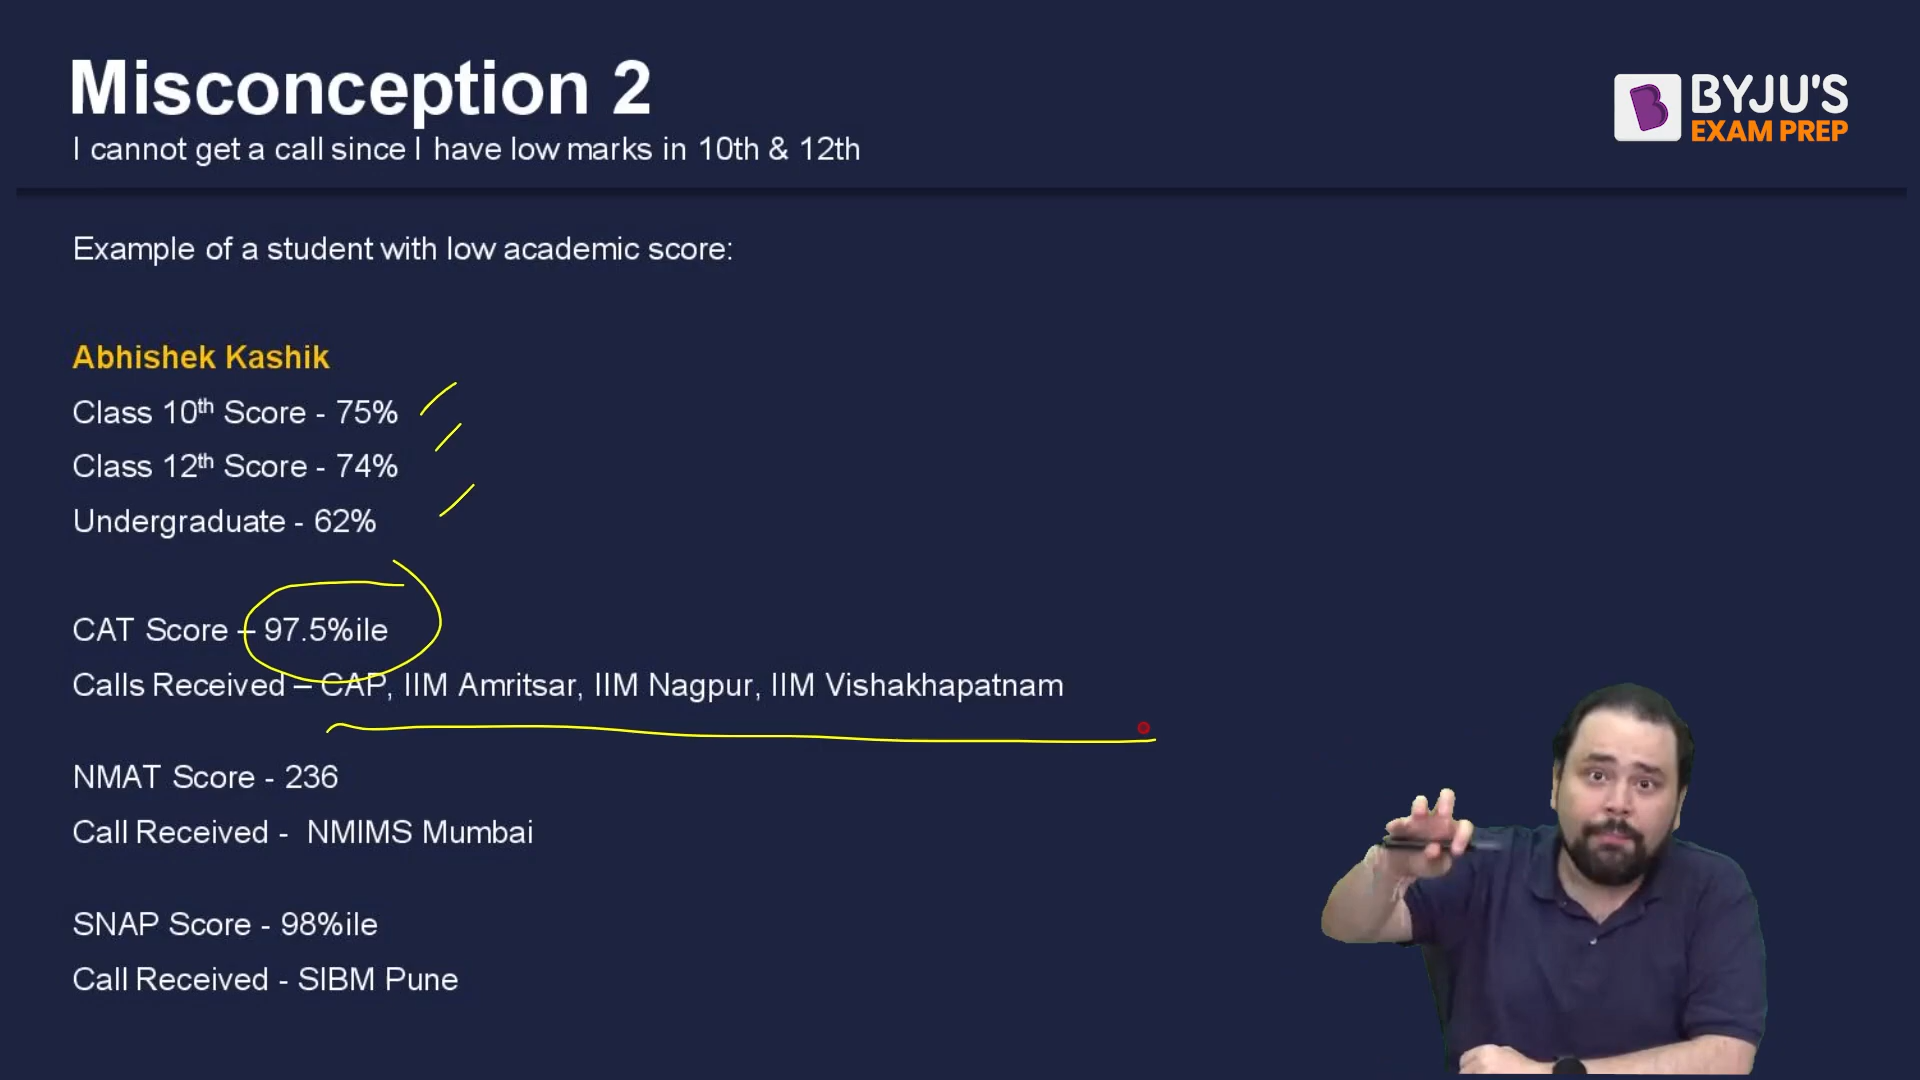 Misconception 2
I cannot get a call since I have low marks in 10th & 12th
BYJU'S
EXAM PREP
Example of a student with low academic score:
Abhishek Kashik
Class 10th Score - 75%
Class 12th Score - 74%
Undergraduate - 62%
CAT Score – 97.5%ile
Calls Received – CAP, IIM Amritsar, IIM Nagpur, IIM Vishakhapatnam
NMAT Score - 236
Call Received - NMIMS Mumbai
SNAP Score - 98%ile
Call Received - SIBM Pune